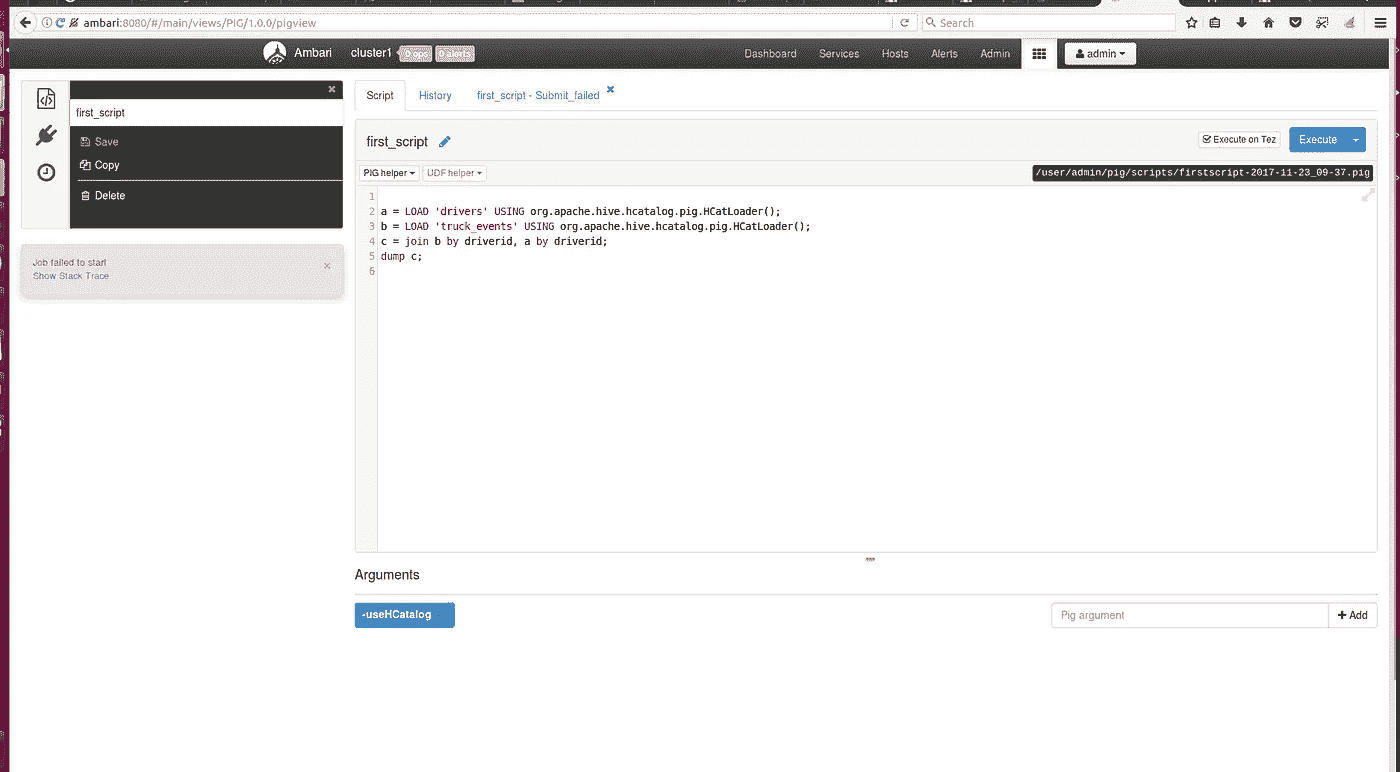 ambari:8080/#/main/views/PIG/1.0.0/pigview
Search
Ambari cluster1 0 ops 0 alerts Dashboard Services Hosts Alerts Admin admin
first_script
Save
Copy
Delete
Job failed to start
Show Stack Trace
Script History first_script - Submit_failed
first_script Execute on Tez Execute
PIG helper UDF helper /user/admin/pig/scripts/firstscript-2017-11-23_09-37.pig
1
2 a = LOAD 'drivers' USING org.apache.hive.hcatalog.pig.HCatLoader();
3 b = LOAD 'truck_events' USING org.apache.hive.hcatalog.pig.HCatLoader();
4 c = join b by driverid, a by driverid;
5 dump c;
6
Arguments
-useHCatalog Pig argument Add